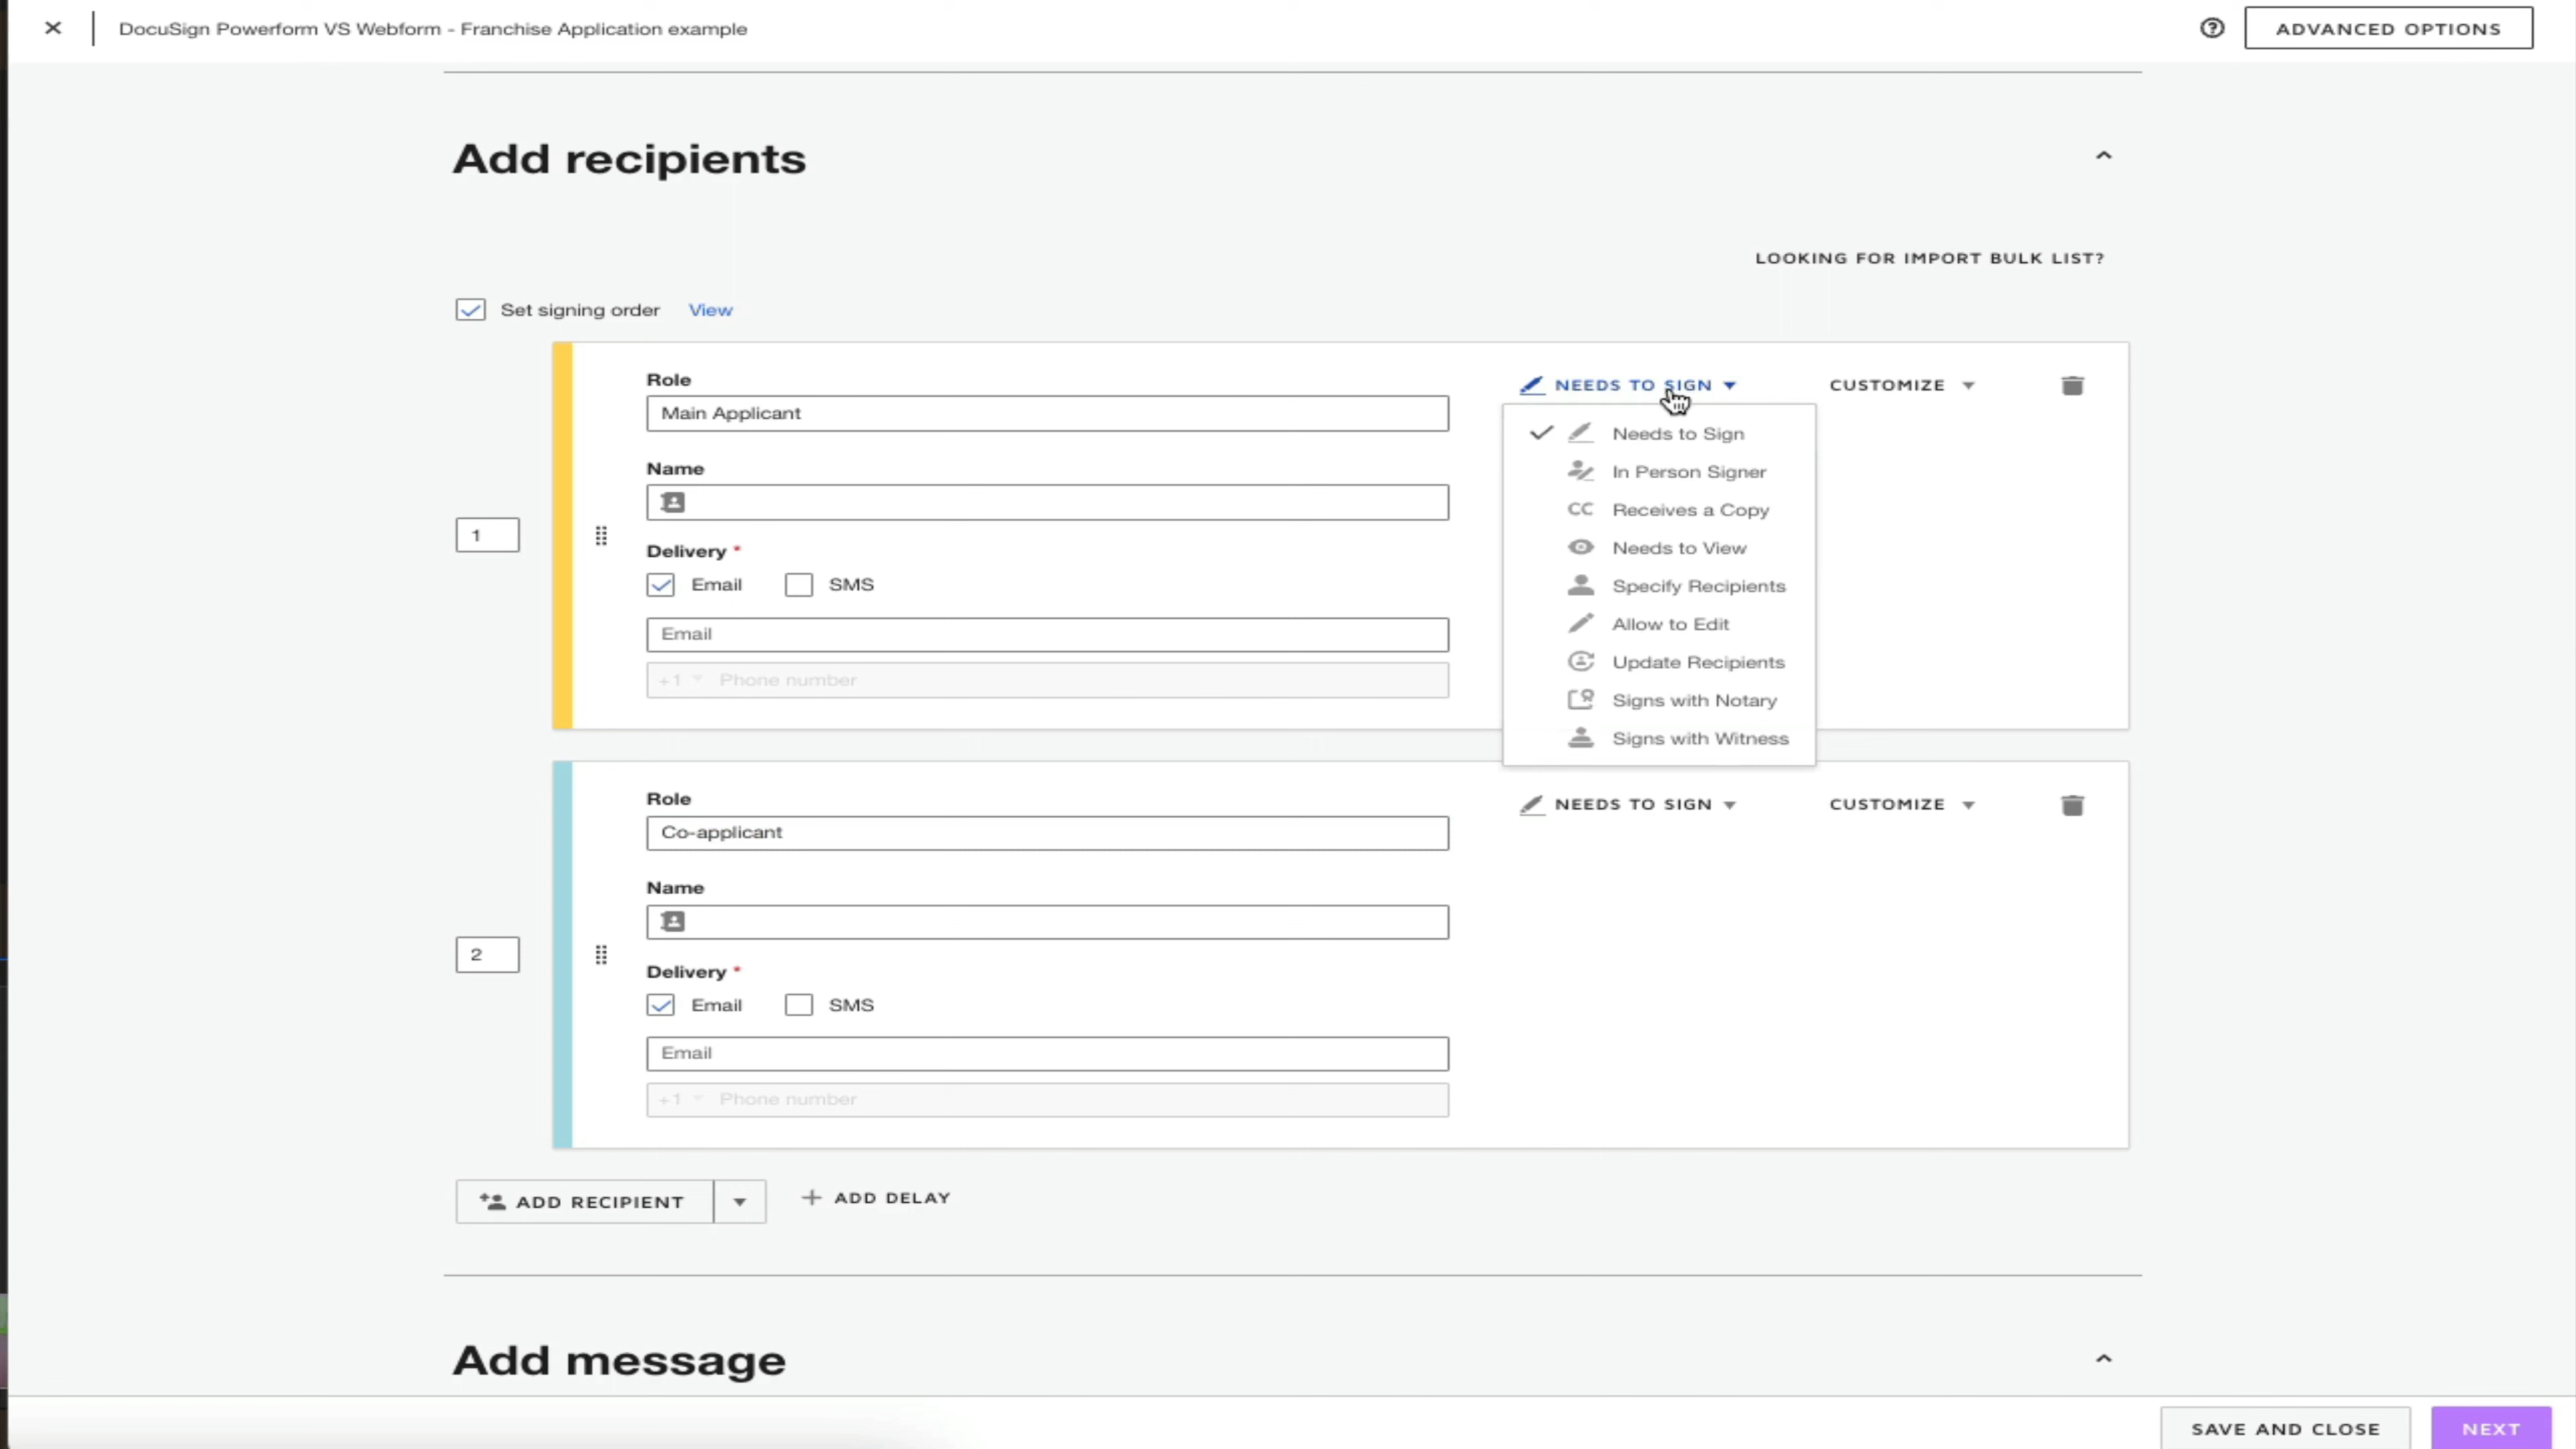 DocuSign Powerform VS Webform - Franchise Application example
ADVANCED OPTIONS
Add recipients
LOOKING FOR IMPORT BULK LIST?
Set signing order View
Role
Main Applicant
NEEDS TO SIGN
CUSTOMIZE
Needs to Sign
In Person Signer
CC Receives a Copy
Needs to View
Specify Recipients
Allow to Edit
Update Recipients
Signs with Notary
Signs with Witness
Name
1
Delivery *
Email SMS
Email
+1 Phone number
Role
Co-applicant
NEEDS TO SIGN
CUSTOMIZE
Name
2
Delivery *
Email SMS
Email
+1 Phone number
ADD RECIPIENT
ADD DELAY
Add message
SAVE AND CLOSE
NEXT